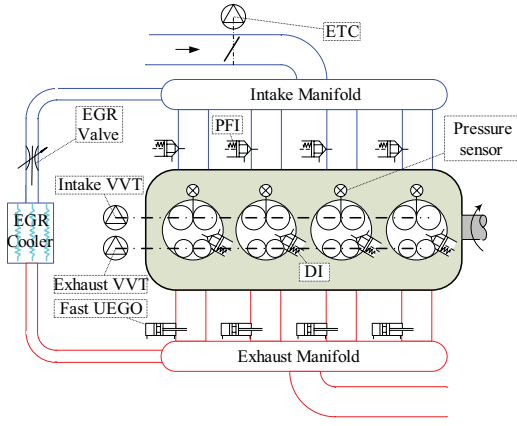 ETC
Intake Manifold
EGR
Valve
PFI
Pressure
sensor
Intake VVT
EGR
Cooler
Exhaust VVT
DI
Fast UEGO
Exhaust Manifold